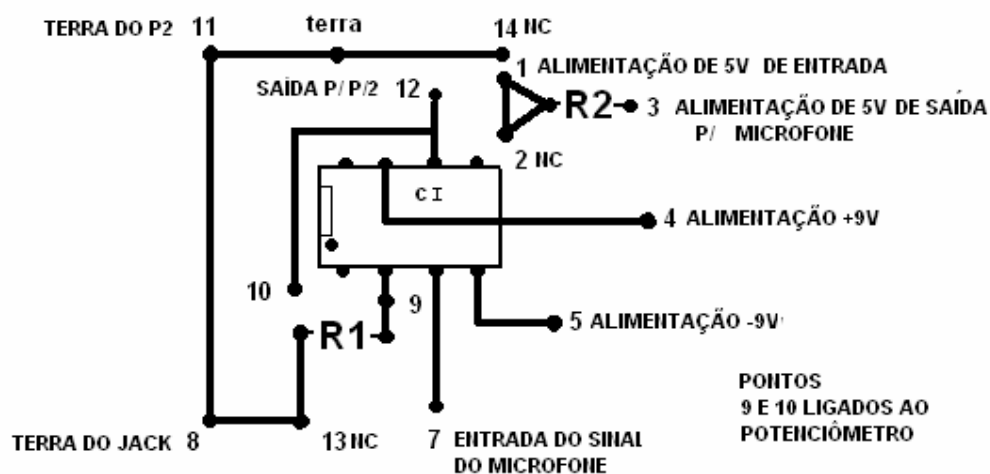 TERRA DO P2 11
terra
14 NC
SAÍDA P/ P/2 12
1 ALIMENTAÇÃO DE 5V DE ENTRADA
R2
3 ALIMENTAÇÃO DE 5V DE SAÍDA
P/ MICROFONE
2 NC
CI
4 ALIMENTAÇÃO +9V
10
9
R1
5 ALIMENTAÇÃO -9V
PONTOS
9 E 10 LIGADOS AO
POTENCIÔMETRO
TERRA DO JACK 8
13 NC
7 ENTRADA DO SINAL
DO MICROFONE